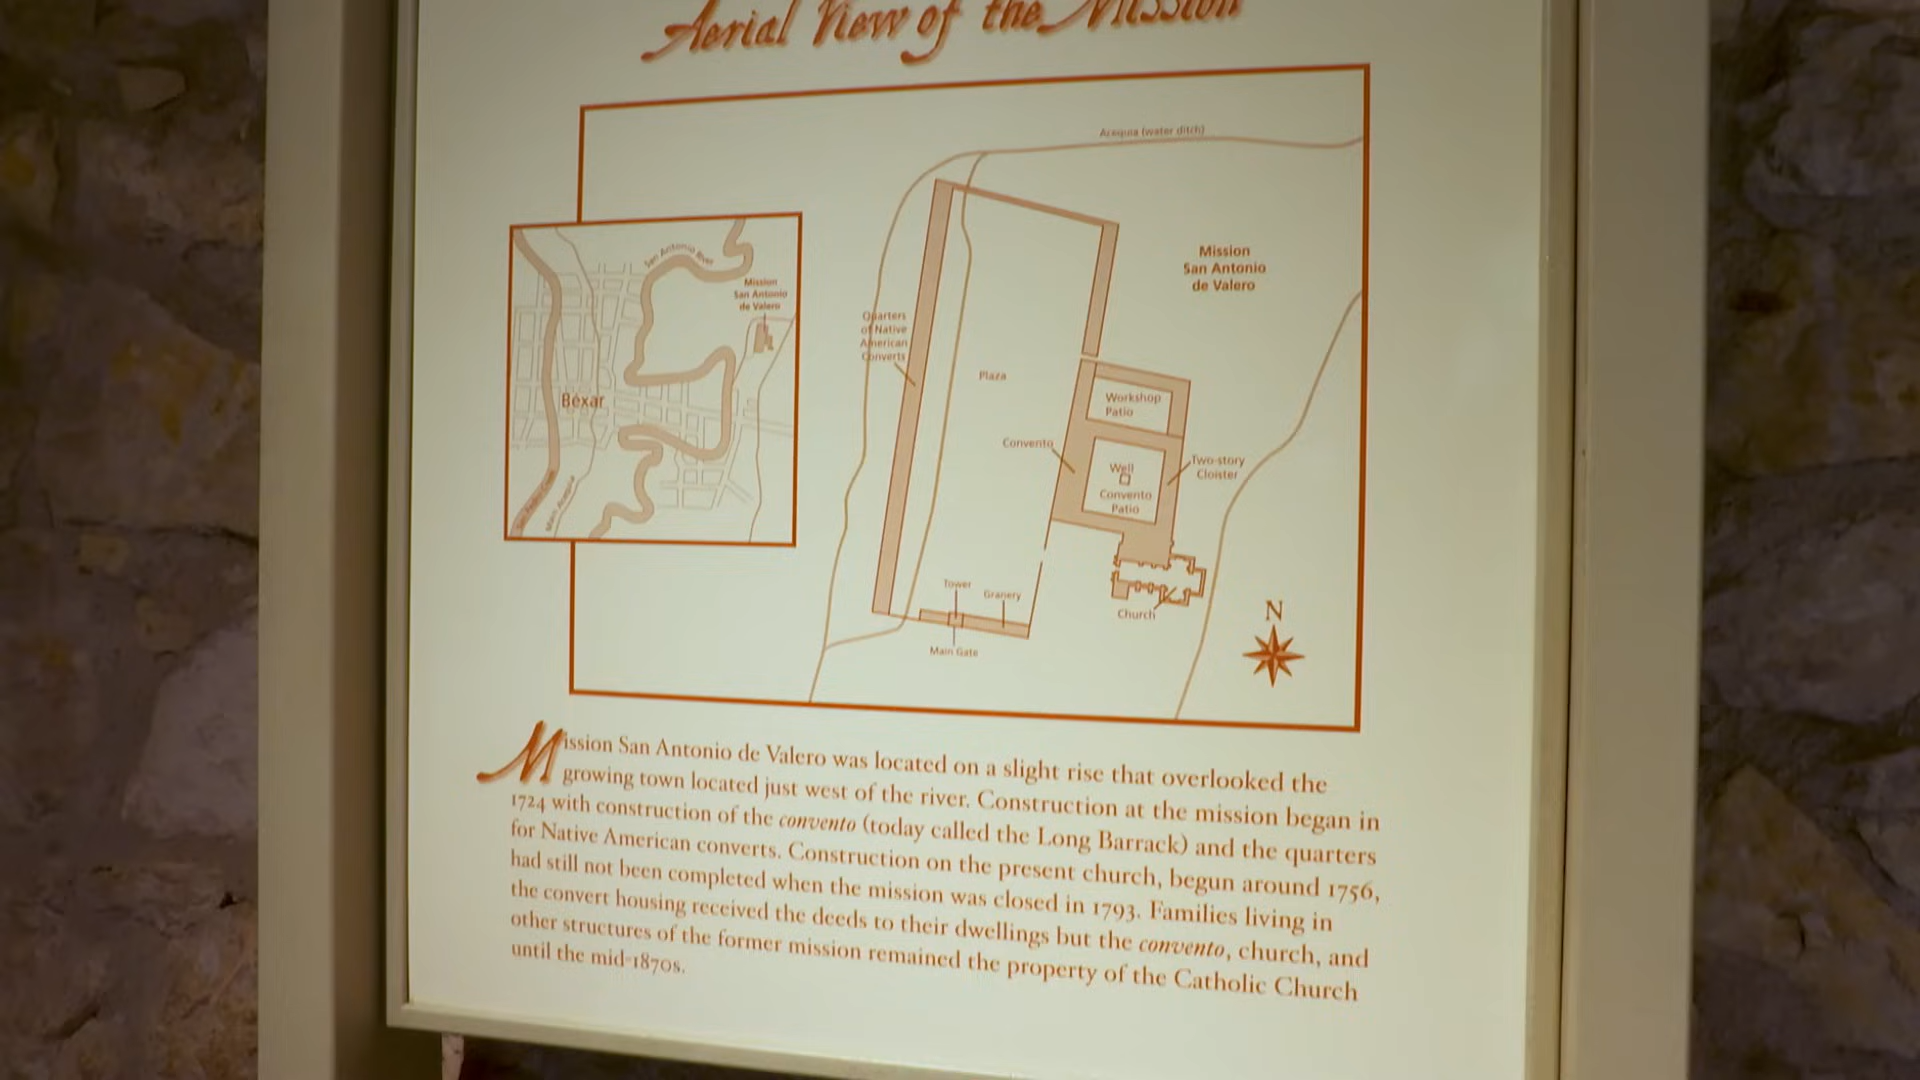 Aerial View of the Mission
Acequia (water ditch)
San Antonio River
Mission
San Antonio
de Valero
Béxar
Main Acequia
Mission
San Antonio
de Valero
Quarters
of Native
American
Converts
Plaza
Workshop
Patio
Convento
Well
Convento
Patio
Two-story
Cloister
Tower
Granery
Main Gate
Church
N
Mission San Antonio de Valero was located on a slight rise that overlooked the
growing town located just west of the river. Construction at the mission began in
1724 with construction of the convento (today called the Long Barrack) and the quarters
for Native American converts. Construction on the present church, begun around 1756,
had still not been completed when the mission was closed in 1793. Families living in
the convert housing received the deeds to their dwellings but the convento, church, and
other structures of the former mission remained the property of the Catholic Church
until the mid-1870s.